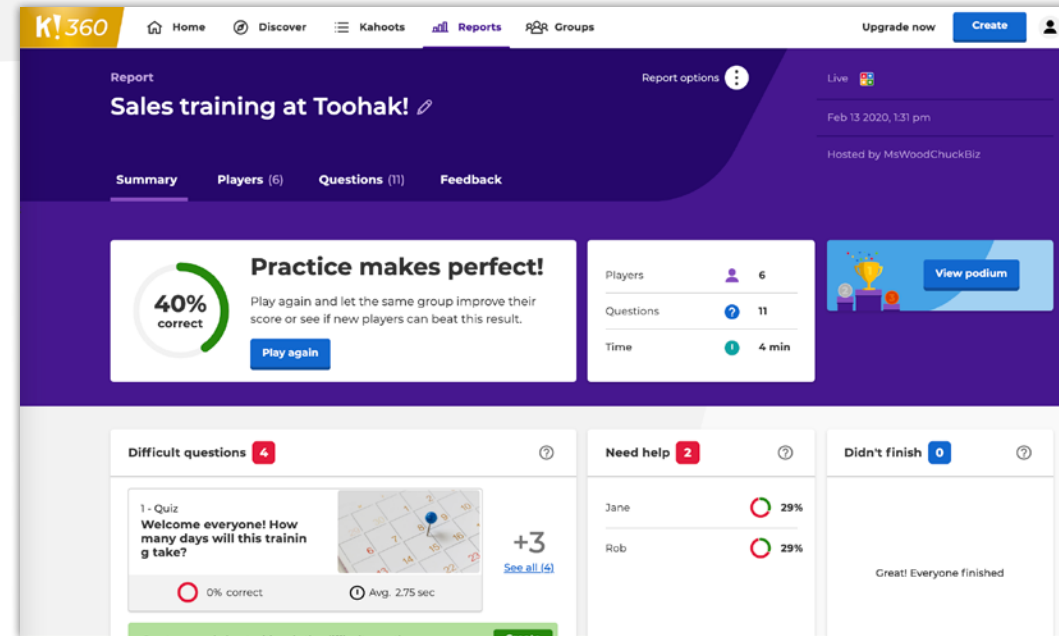 K! 360
Home
Discover
Kahoots
Reports
Groups
Upgrade now
Create
Report
Report options
Sales training at Toohak!
Live
Feb 13 2020, 1:31 pm
Hosted by MsWoodChuckBiz
Summary
Players (6)
Questions (11)
Feedback
40%
correct
Practice makes perfect!
Play again and let the same group improve their
score or see if new players can beat this result.
Play again
Players 6
Questions 11
Time 4 min
View podium
Difficult questions 4
1 - Quiz
Welcome everyone! How
many days will this trainin
g take?
0% correct
Avg. 2.75 sec
+3
See all (4)
Need help 2
Jane 29%
Rob 29%
Didn't finish 0
Great! Everyone finished